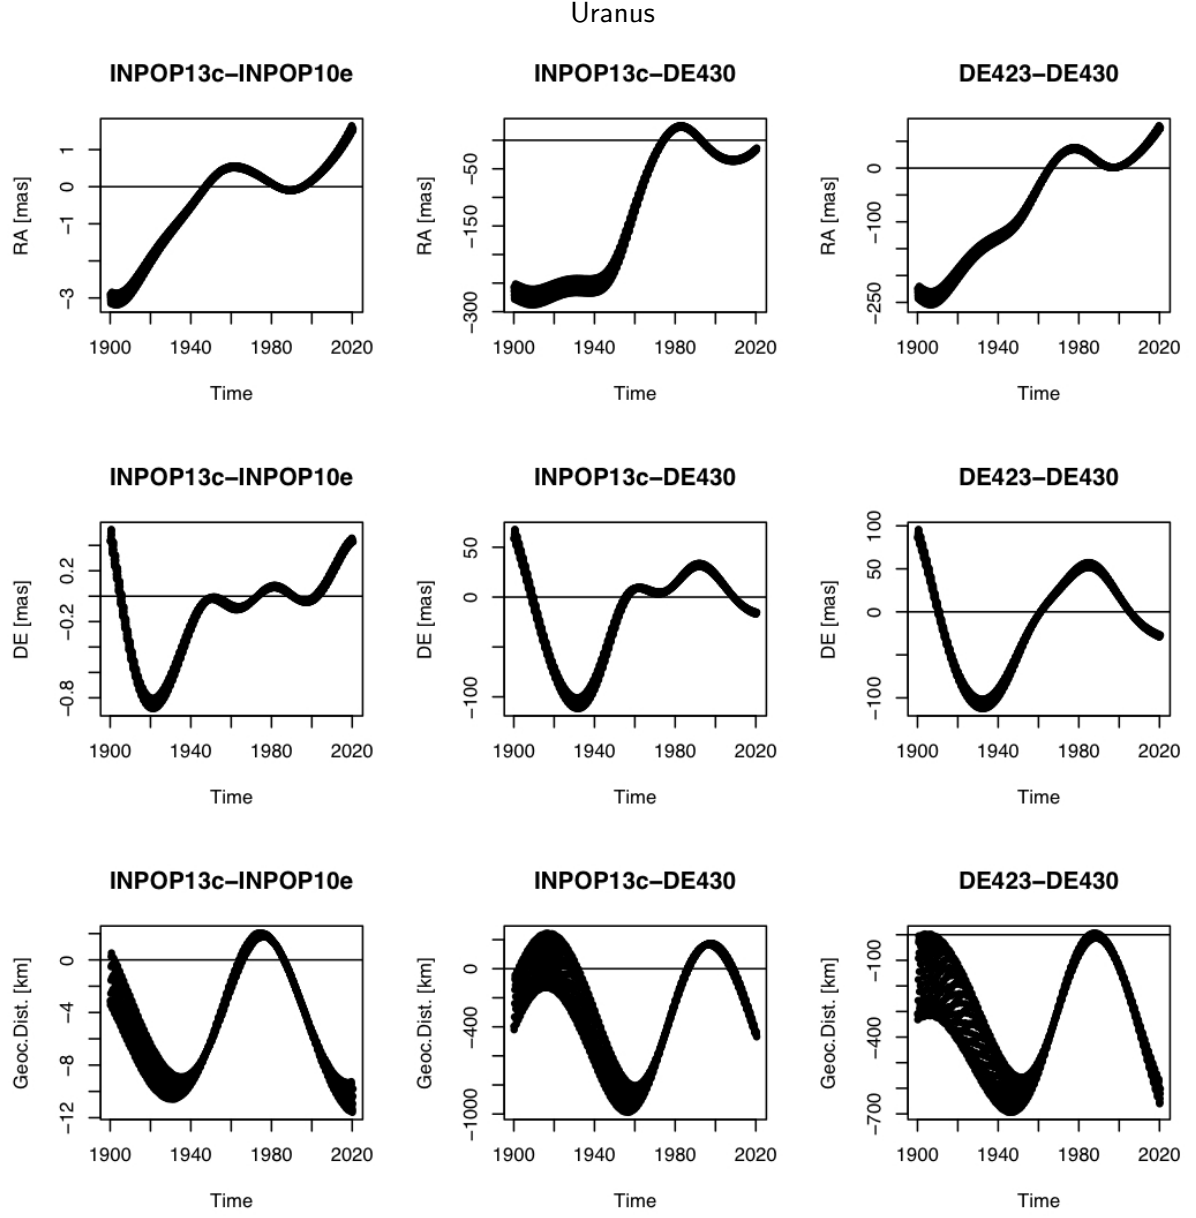 Uranus
INPOP13c−INPOP10e
INPOP13c−DE430
DE423−DE430
RA [mas]
1
0
−1
−3
1900 1940 1980 2020
Time
RA [mas]
−50
−150
−300
1900 1940 1980 2020
Time
RA [mas]
0
−100
−250
1900 1940 1980 2020
Time
INPOP13c−INPOP10e
INPOP13c−DE430
DE423−DE430
DE [mas]
0.2
−0.2
−0.8
1900 1940 1980 2020
Time
DE [mas]
50
0
−100
1900 1940 1980 2020
Time
DE [mas]
100
50
0
−100
1900 1940 1980 2020
Time
INPOP13c−INPOP10e
INPOP13c−DE430
DE423−DE430
Geoc.Dist. [km]
0
−4
−8
−12
1900 1940 1980 2020
Time
Geoc.Dist. [km]
0
−400
−1000
1900 1940 1980 2020
Time
Geoc.Dist. [km]
−100
−400
−700
1900 1940 1980 2020
Time